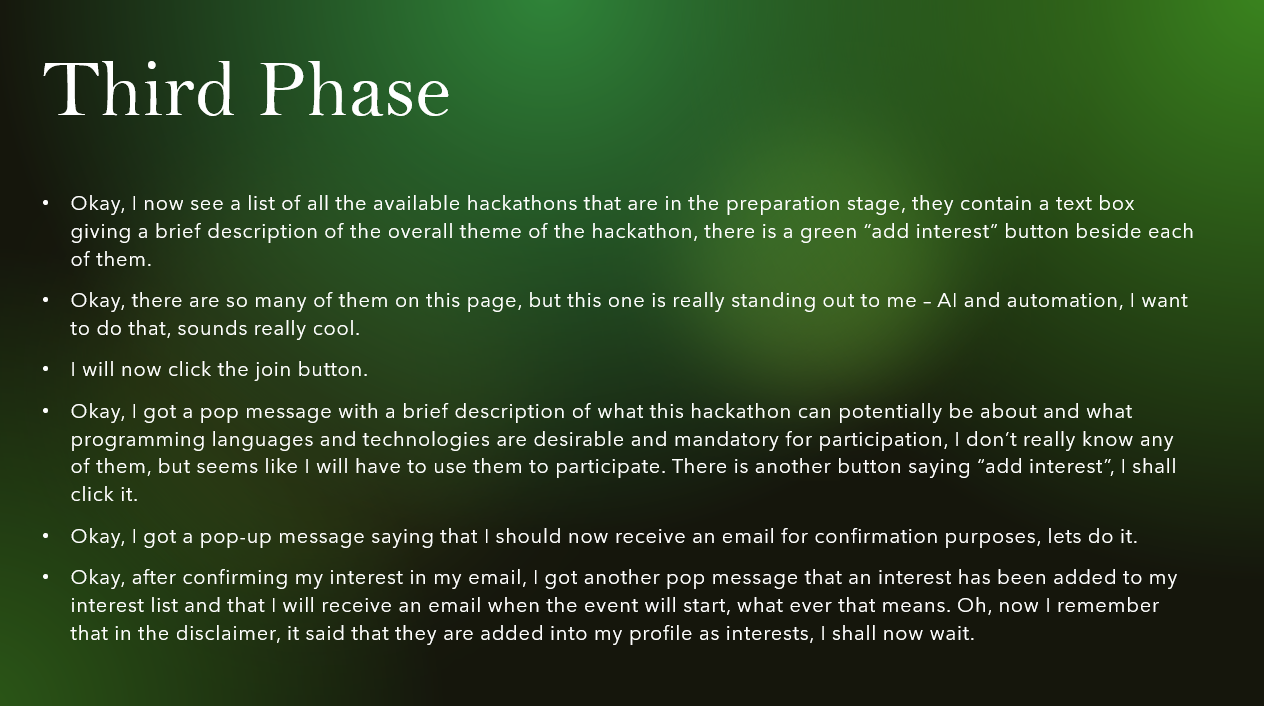 Third Phase
• Okay, I now see a list of all the available hackathons that are in the preparation stage, they contain a text box
giving a brief description of the overall theme of the hackathon, there is a green “add interest” button beside each
of them.
• Okay, there are so many of them on this page, but this one is really standing out to me – AI and automation, I want
to do that, sounds really cool.
• I will now click the join button.
• Okay, I got a pop message with a brief description of what this hackathon can potentially be about and what
programming languages and technologies are desirable and mandatory for participation, I don’t really know any
of them, but seems like I will have to use them to participate. There is another button saying “add interest”, I shall
click it.
• Okay, I got a pop-up message saying that I should now receive an email for confirmation purposes, lets do it.
• Okay, after confirming my interest in my email, I got another pop message that an interest has been added to my
interest list and that I will receive an email when the event will start, what ever that means. Oh, now I remember
that in the disclaimer, it said that they are added into my profile as interests, I shall now wait.